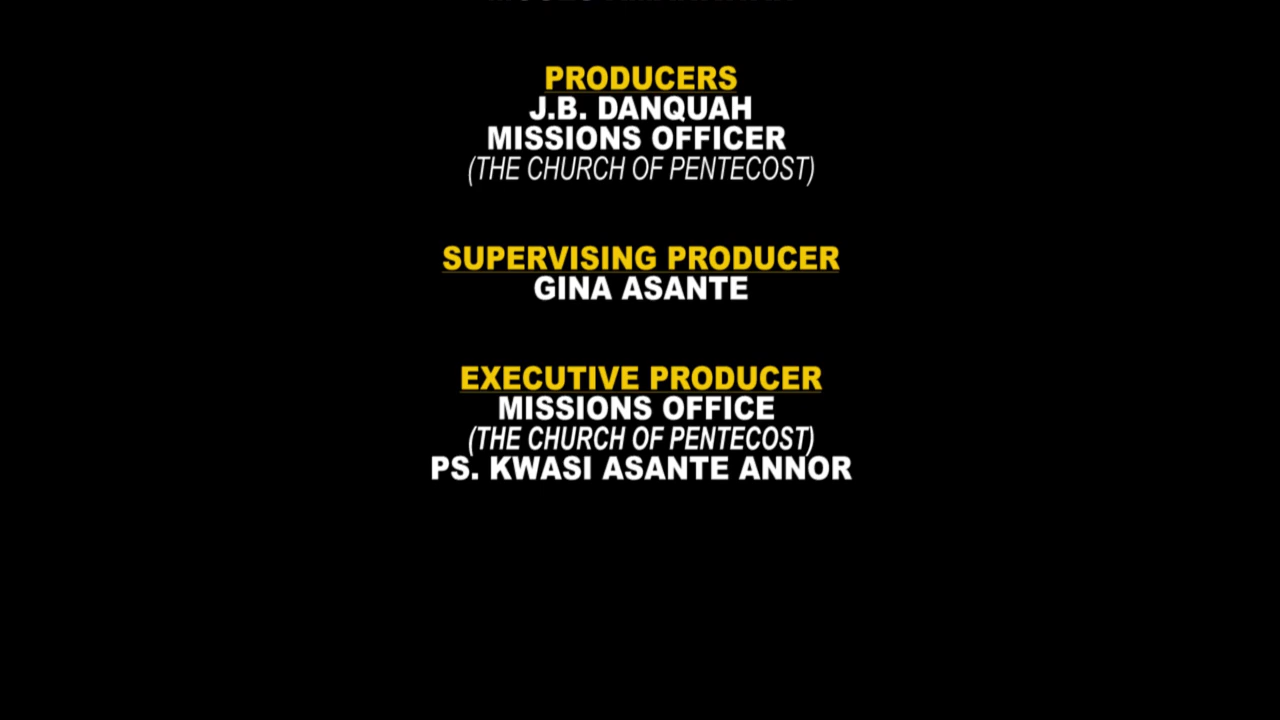 PRODUCERS
J.B. DANQUAH
MISSIONS OFFICER
(THE CHURCH OF PENTECOST)
SUPERVISING PRODUCER
GINA ASANTE
EXECUTIVE PRODUCER
MISSIONS OFFICE
(THE CHURCH OF PENTECOST)
PS. KWASI ASANTE ANNOR